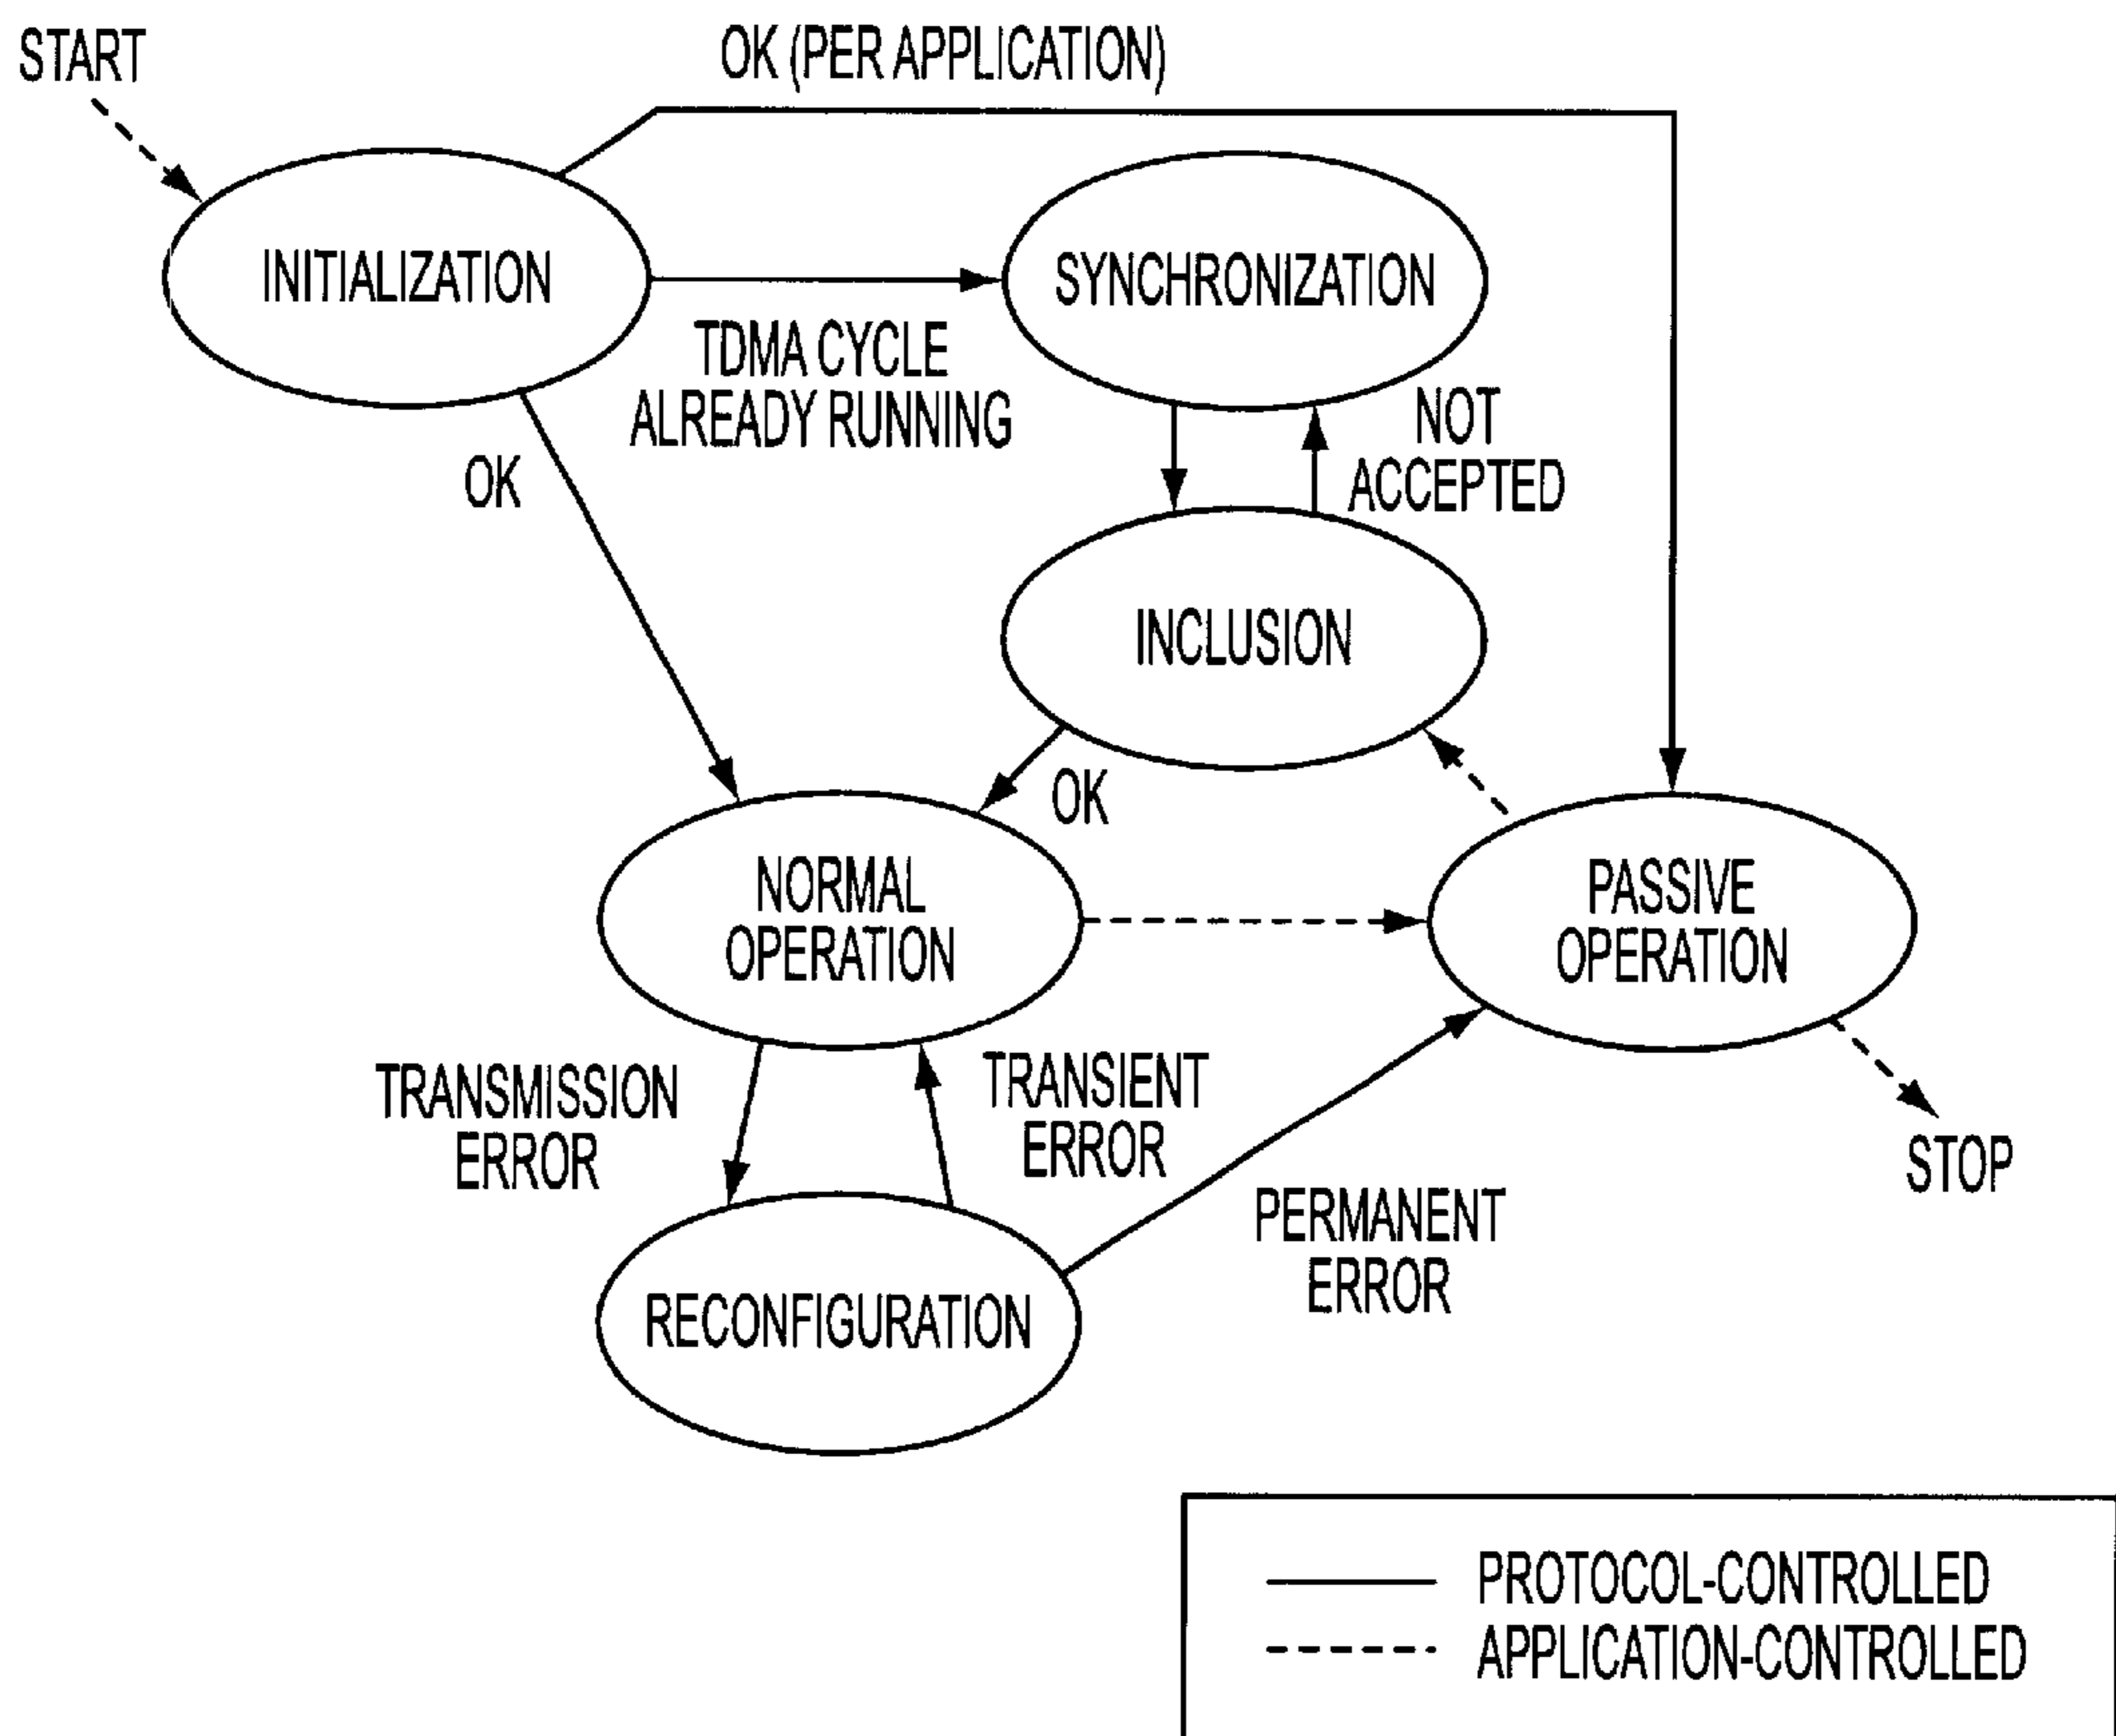 START
OK (PER APPLICATION)
INITIALIZATION
SYNCHRONIZATION
TDMA CYCLE
ALREADY RUNNING
NOT
ACCEPTED
OK
INCLUSION
OK
NORMAL
OPERATION
PASSIVE
OPERATION
TRANSMISSION
ERROR
TRANSIENT
ERROR
STOP
PERMANENT
ERROR
RECONFIGURATION
PROTOCOL-CONTROLLED
APPLICATION-CONTROLLED